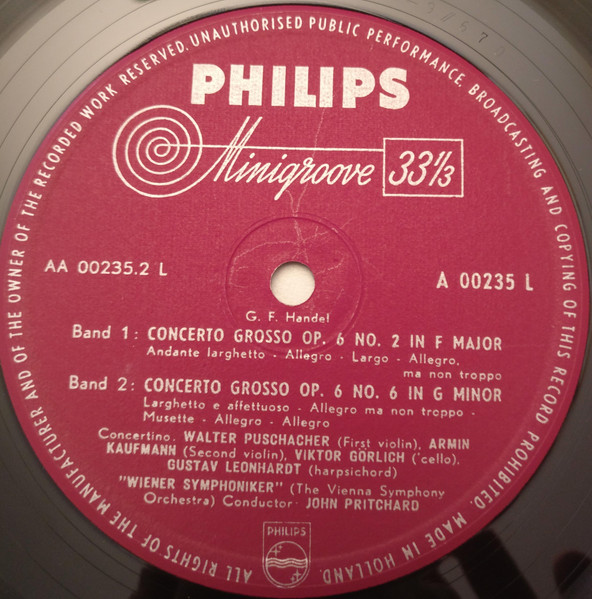 ALL RIGHTS OF THE MANUFACTURER AND OF THE OWNER OF THE RECORDED WORK RESERVED. UNAUTHORISED PUBLIC PERFORMANCE, BROADCASTING AND COPYING OF THIS RECORD PROHIBITED. MADE IN HOLLAND.
PHILIPS
Minigroove 33 1/3
AA 00235.2 L
A 00235 L
G. F. Handel
Band 1: CONCERTO GROSSO OP. 6 NO. 2 IN F MAJOR
Andante larghetto - Allegro - Largo - Allegro,
ma non troppo
Band 2: CONCERTO GROSSO OP. 6 NO. 6 IN G MINOR
Larghetto e affettuoso - Allegro ma non troppo -
Musette - Allegro - Allegro
Concertino. WALTER PUSCHACHER (First violin), ARMIN
KAUFMANN (Second violin), VIKTOR GÖRLICH ('cello),
GUSTAV LEONHARDT (harpsichord)
"WIENER SYMPHONIKER" (The Vienna Symphony
Orchestra) Conductor · JOHN PRITCHARD
PHILIPS